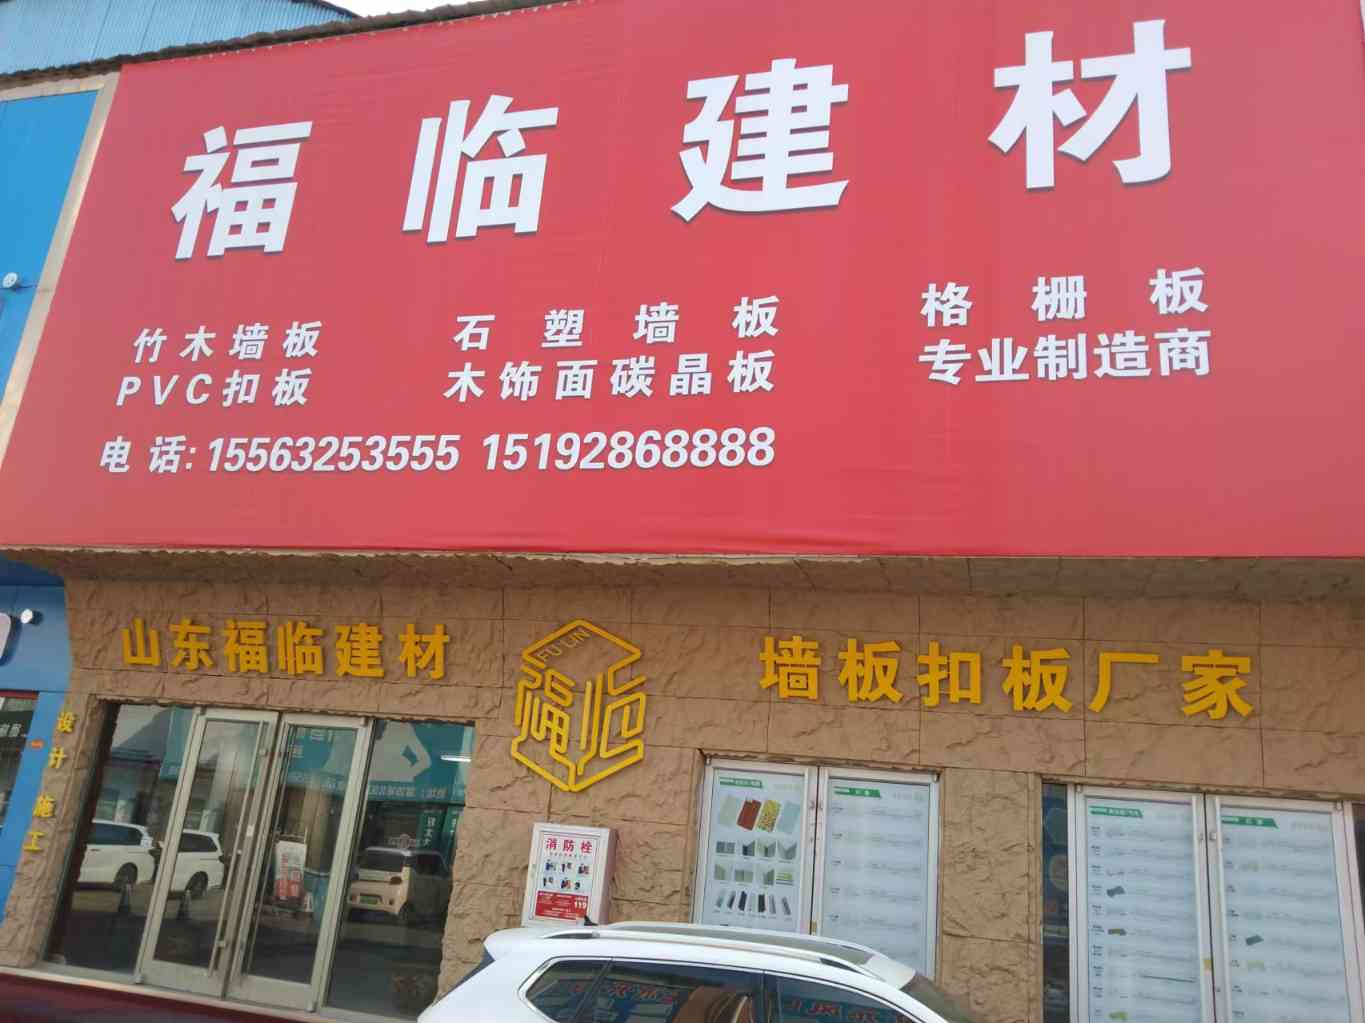 福临建材
竹木墙板 石塑墙板 格栅板
PVC扣板 木饰面碳晶板 专业制造商
电话:15563253555 15192868888
山东福临建材
FU LIN
福临
墙板扣板厂家
设计施工
消防栓
119